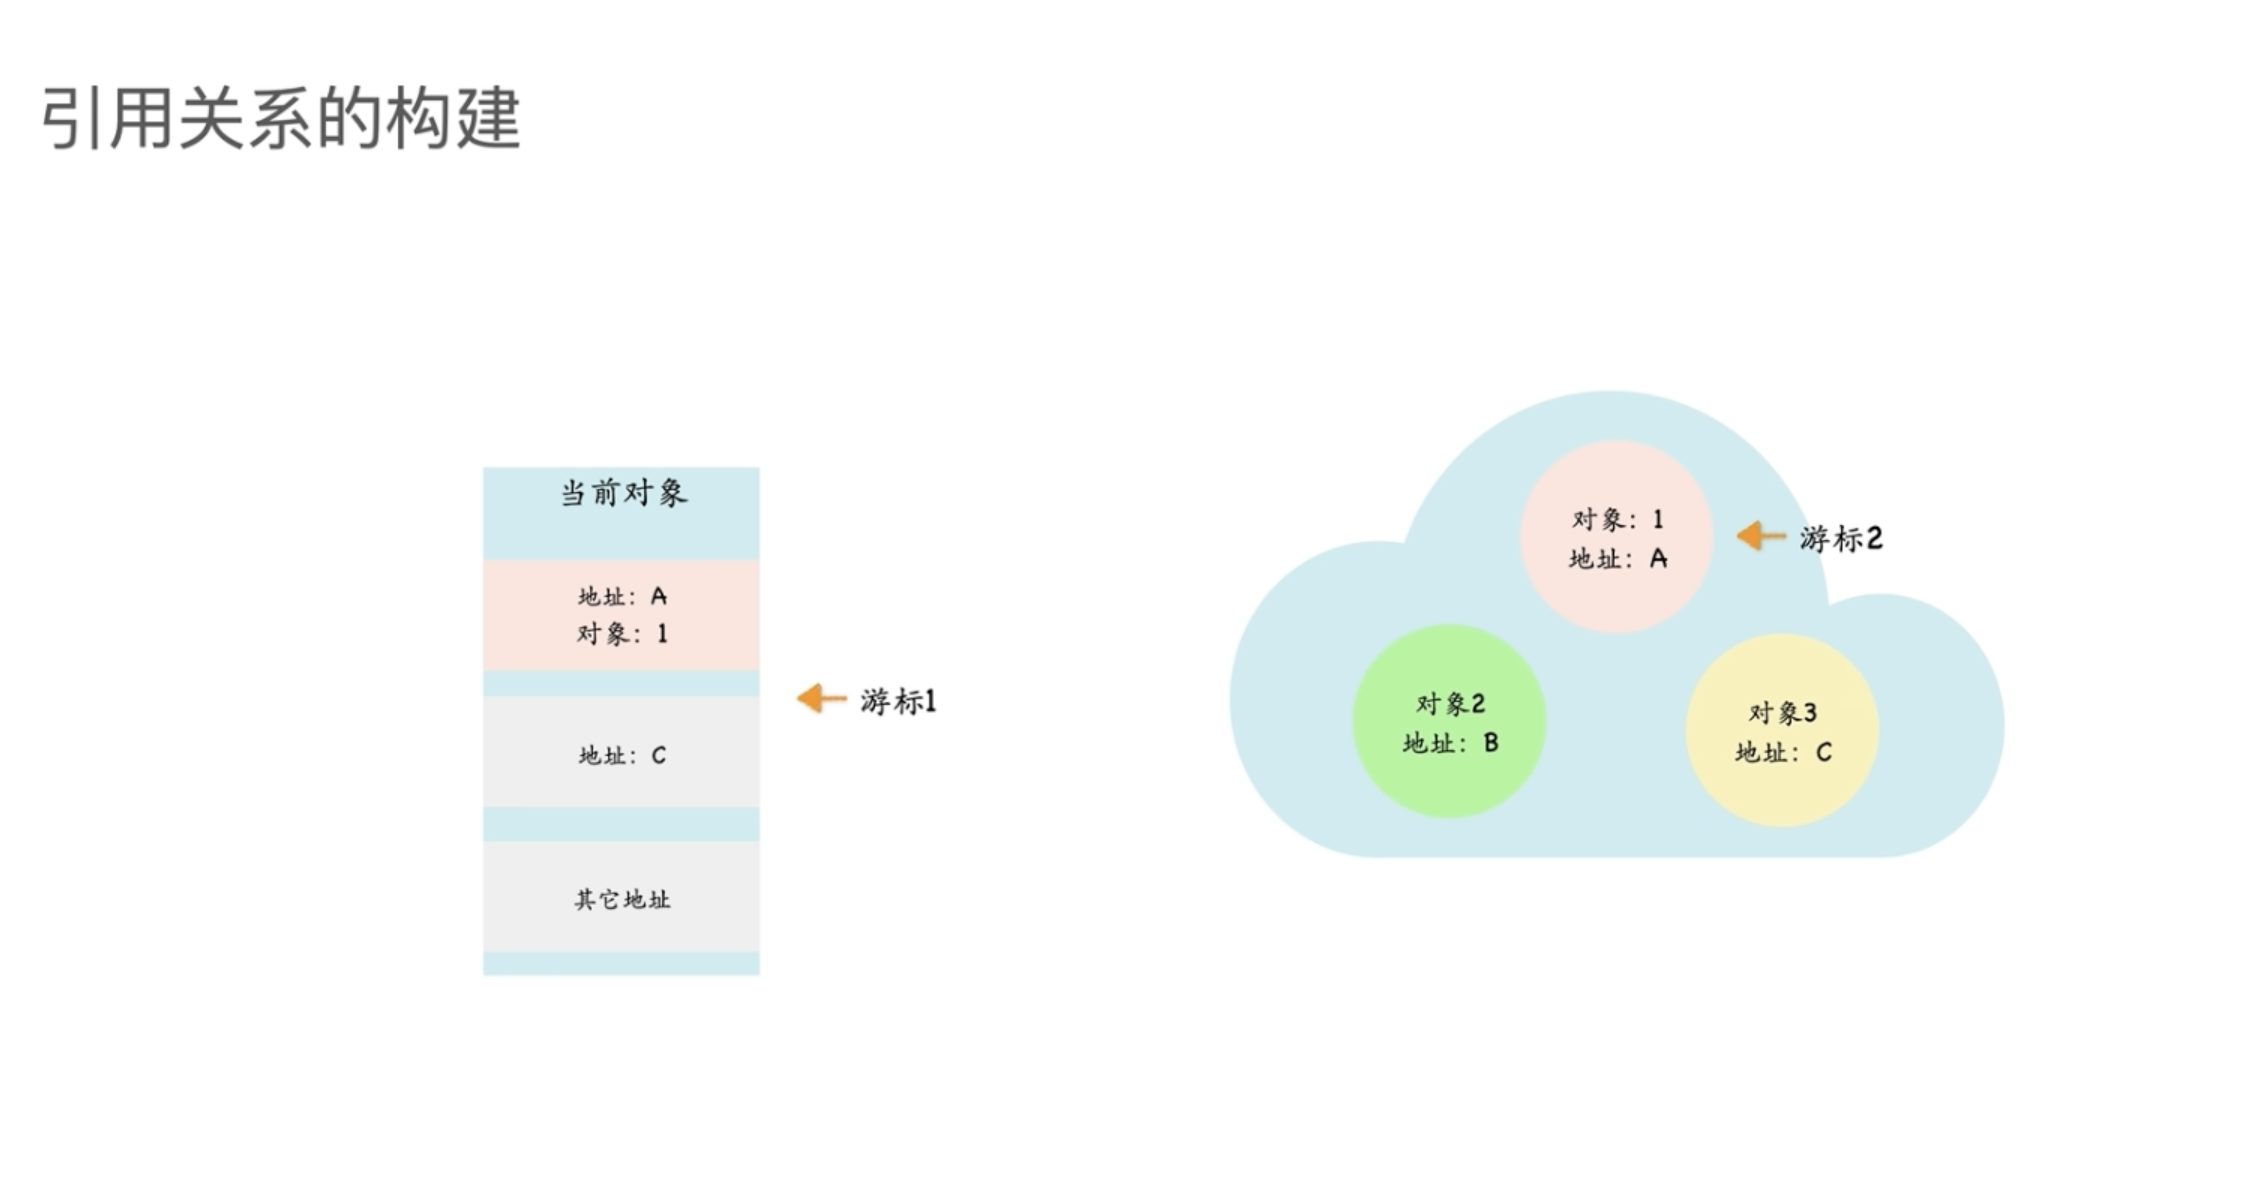 引用关系的构建
当前对象
地址：A
对象：1
游标1
地址：C
其它地址
对象：1
地址：A
游标2
对象2
地址：B
对象3
地址：C